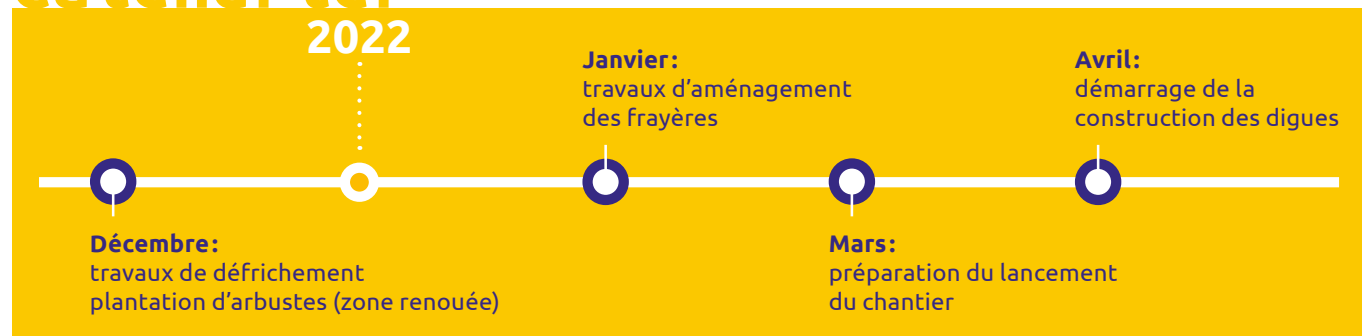 2022
Janvier :
travaux d'aménagement
des frayères
Avril :
démarrage de la
construction des digues
Décembre :
travaux de défrichement
plantation d'arbustes (zone renouée)
Mars :
préparation du lancement
du chantier